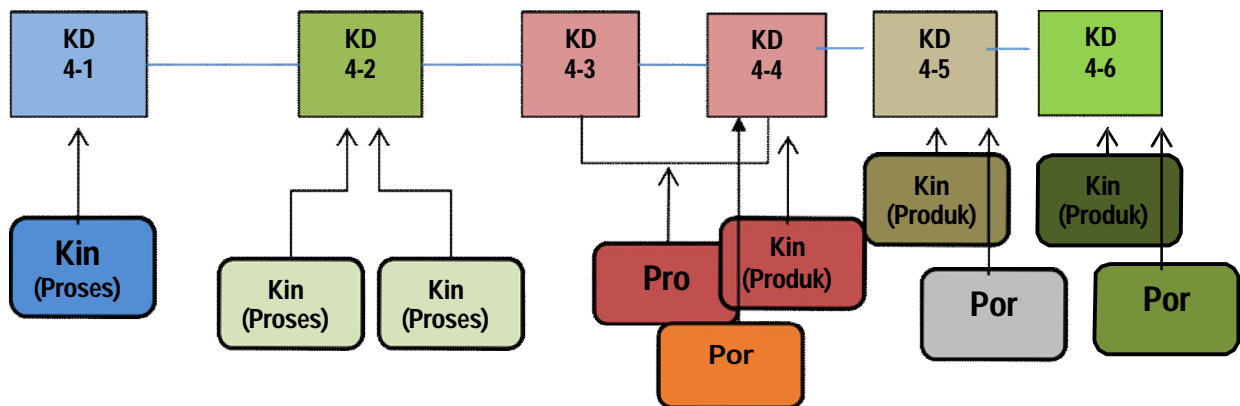 KD
4-1
KD
4-2
KD
4-3
KD
4-4
KD
4-5
KD
4-6
Kin
(Proses)
Kin
(Proses)
Kin
(Proses)
Pro
Kin
(Produk)
Por
Kin
(Produk)
Por
Kin
(Produk)
Por